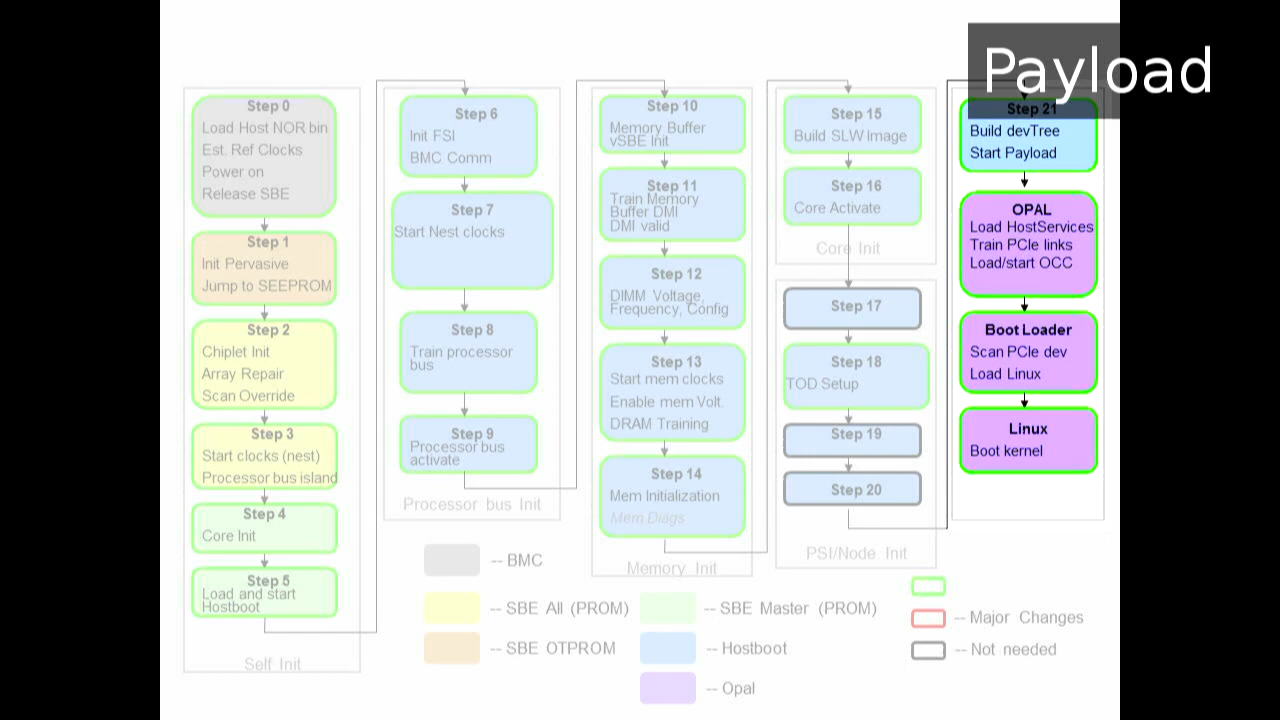 Payload
Step 0
Load Host NOR bin
Est. Ref Clocks
Power on
Release SBE
Step 1
Init Pervasive
Jump to SEEPROM
Step 2
Chiplet Init
Array Repair
Scan Override
Step 3
Start clocks (nest)
Processor bus island
Step 4
Core Init
Step 5
Load and start
Hostboot
Self Init
Step 6
Init FSI
BMC Comm
Step 7
Start Nest clocks
Step 8
Train processor
bus
Step 9
Processor bus
activate
Processor bus Init
Step 10
Memory Buffer
vSBE Init
Step 11
Train Memory
Buffer DMI
DMI valid
Step 12
DIMM Voltage,
Frequency, Config
Step 13
Start mem clocks
Enable mem Volt.
DRAM Training
Step 14
Mem Initialization
Mem Diags
Memory Init
Step 15
Build SLW Image
Step 16
Core Activate
Core Init
Step 17
Step 18
TOD Setup
Step 19
Step 20
PSI/Node Init
Step 21
Build devTree
Start Payload
OPAL
Load HostServices
Train PCIe links
Load/start OCC
Boot Loader
Scan PCIe dev
Load Linux
Linux
Boot kernel
-- BMC
-- SBE All (PROM)
-- SBE OTPROM
-- SBE Master (PROM)
-- Hostboot
-- Opal
-- Major Changes
-- Not needed